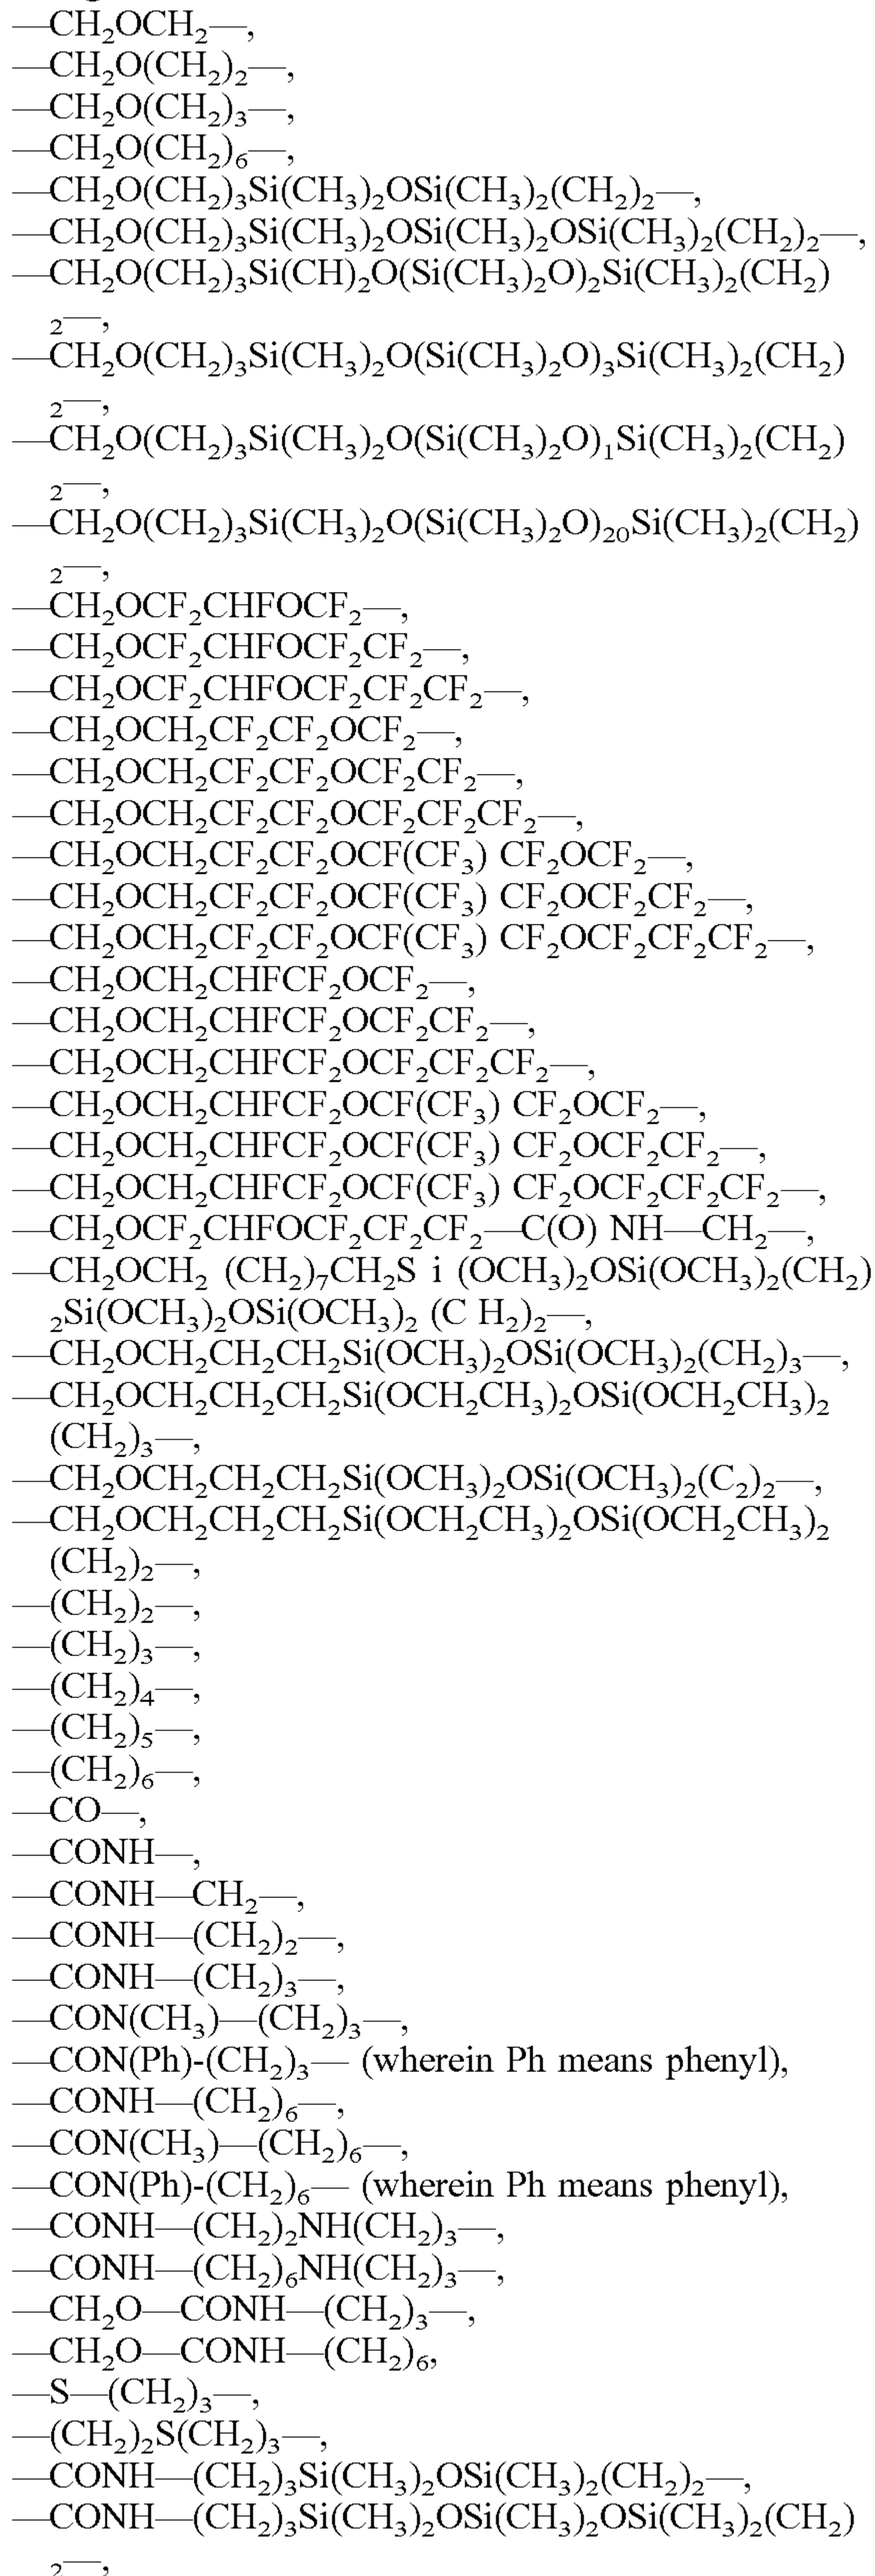 —CH₂OCH₂—,
—CH₂O(CH₂)₂—,
—CH₂O(CH₂)₃—,
—CH₂O(CH₂)₆—,
—CH₂O(CH₂)₃Si(CH₃)₂OSi(CH₃)₂(CH₂)₂—,
—CH₂O(CH₂)₃Si(CH₃)₂OSi(CH₃)₂OSi(CH₃)₂(CH₂)₂—,
—CH₂O(CH₂)₃Si(CH)₂O(Si(CH₃)₂O)₂Si(CH₃)₂(CH₂)
₂—,
—CH₂O(CH₂)₃Si(CH₃)₂O(Si(CH₃)₂O)₃Si(CH₃)₂(CH₂)
₂—,
—CH₂O(CH₂)₃Si(CH₃)₂O(Si(CH₃)₂O)₁Si(CH₃)₂(CH₂)
₂—,
—CH₂O(CH₂)₃Si(CH₃)₂O(Si(CH₃)₂O)₂₀Si(CH₃)₂(CH₂)
₂—,
—CH₂OCF₂CHFOCF₂—,
—CH₂OCF₂CHFOCF₂CF₂—,
—CH₂OCF₂CHFOCF₂CF₂CF₂—,
—CH₂OCH₂CF₂CF₂OCF₂—,
—CH₂OCH₂CF₂CF₂OCF₂CF₂—,
—CH₂OCH₂CF₂CF₂OCF₂CF₂CF₂—,
—CH₂OCH₂CF₂CF₂OCF(CF₃) CF₂OCF₂—,
—CH₂OCH₂CF₂CF₂OCF(CF₃) CF₂OCF₂CF₂—,
—CH₂OCH₂CF₂CF₂OCF(CF₃) CF₂OCF₂CF₂CF₂—,
—CH₂OCH₂CHFCF₂OCF₂—,
—CH₂OCH₂CHFCF₂OCF₂CF₂—,
—CH₂OCH₂CHFCF₂OCF₂CF₂CF₂—,
—CH₂OCH₂CHFCF₂OCF(CF₃) CF₂OCF₂—,
—CH₂OCH₂CHFCF₂OCF(CF₃) CF₂OCF₂CF₂—,
—CH₂OCH₂CHFCF₂OCF(CF₃) CF₂OCF₂CF₂CF₂—,
—CH₂OCF₂CHFOCF₂CF₂CF₂—C(O) NH—CH₂—,
—CH₂OCH₂ (CH₂)₇CH₂S i (OCH₃)₂OSi(OCH₃)₂(CH₂)
₂Si(OCH₃)₂OSi(OCH₃)₂ (C H₂)₂—,
—CH₂OCH₂CH₂CH₂Si(OCH₃)₂OSi(OCH₃)₂(CH₂)₃—,
—CH₂OCH₂CH₂CH₂Si(OCH₂CH₃)₂OSi(OCH₂CH₃)₂
(CH₂)₃—,
—CH₂OCH₂CH₂CH₂Si(OCH₃)₂OSi(OCH₃)₂(C₂)₂—,
—CH₂OCH₂CH₂CH₂Si(OCH₂CH₃)₂OSi(OCH₂CH₃)₂
(CH₂)₂—,
—(CH₂)₂—,
—(CH₂)₃—,
—(CH₂)₄—,
—(CH₂)₅—,
—(CH₂)₆—,
—CO—,
—CONH—,
—CONH—CH₂—,
—CONH—(CH₂)₂—,
—CONH—(CH₂)₃—,
—CON(CH₃)—(CH₂)₃—,
—CON(Ph)-(CH₂)₃— (wherein Ph means phenyl),
—CONH—(CH₂)₆—,
—CON(CH₃)—(CH₂)₆—,
—CON(Ph)-(CH₂)₆— (wherein Ph means phenyl),
—CONH—(CH₂)₂NH(CH₂)₃—,
—CONH—(CH₂)₆NH(CH₂)₃—,
—CH₂O—CONH—(CH₂)₃—,
—CH₂O—CONH—(CH₂)₆,
—S—(CH₂)₃—,
—(CH₂)₂S(CH₂)₃—,
—CONH—(CH₂)₃Si(CH₃)₂OSi(CH₃)₂(CH₂)₂—,
—CONH—(CH₂)₃Si(CH₃)₂OSi(CH₃)₂OSi(CH₃)₂(CH₂)
₂—,